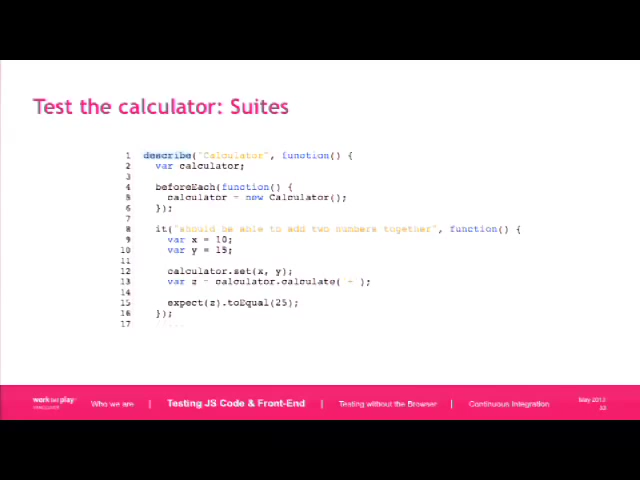 Test the calculator: Suites
1 describe("Calculator", function() {
2 var calculator;
3
4 beforeEach(function() {
5 calculator = new Calculator();
6 });
7
8 it("should be able to add two numbers together", function() {
9 var x = 10;
10 var y = 15;
11
12 calculator.set(x, y);
13 var z = calculator.calculate('+');
14
15 expect(z).toEqual(25);
16 });
17 .....
Who we are | Testing JS Code & Front-End | Testing without the Browser | Continuous Integration